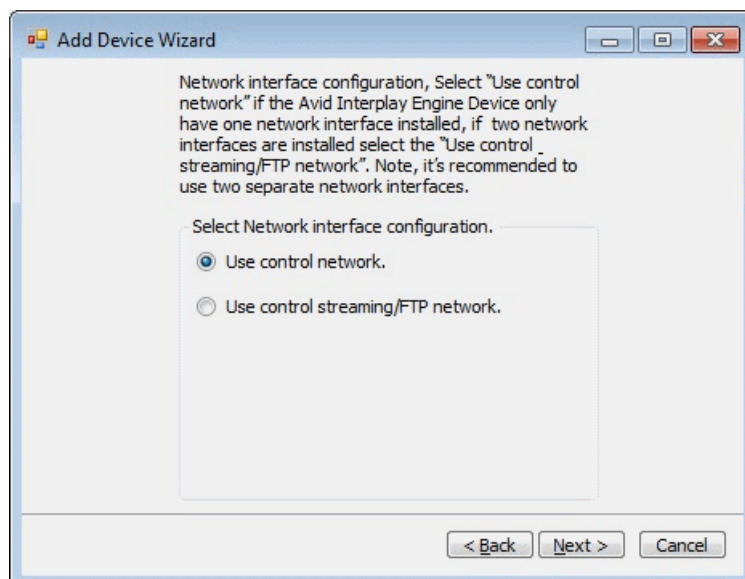 Add Device Wizard
Network interface configuration, Select "Use control
network" if the Avid Interplay Engine Device only
have one network interface installed, if two network
interfaces are installed select the "Use control _
streaming/FTP network". Note, it's recommended to
use two separate network interfaces.
Select Network interface configuration.
Use control network.
Use control streaming/FTP network.
< Back Next > Cancel